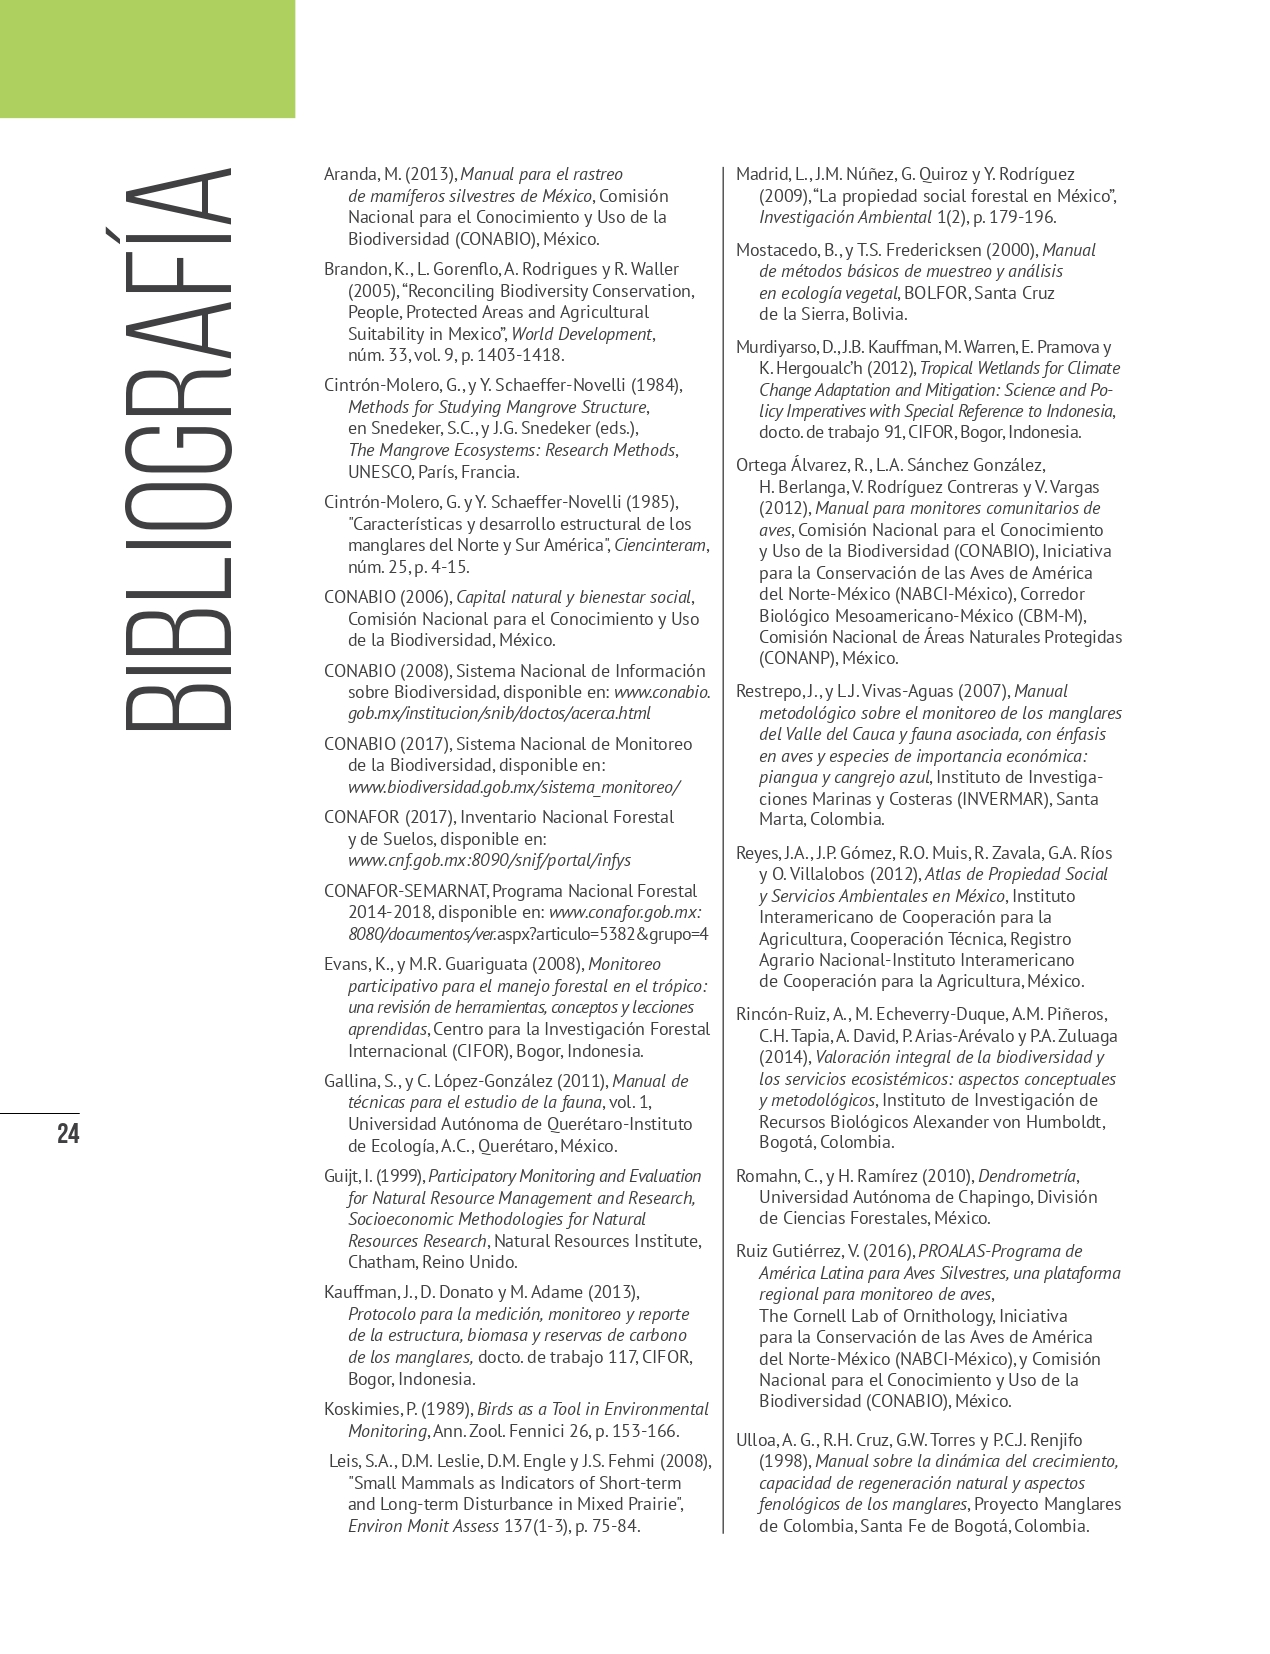 BIBLIOGRAFÍA
Aranda, M. (2013), Manual para el rastreo
de mamíferos silvestres de México, Comisión
Nacional para el Conocimiento y Uso de la
Biodiversidad (CONABIO), México.
Brandon, K., L. Gorenflo, A. Rodrigues y R. Waller
(2005), “Reconciling Biodiversity Conservation,
People, Protected Areas and Agricultural
Suitability in Mexico”, World Development,
núm. 33, vol. 9, p. 1403-1418.
Cintrón-Molero, G., y Y. Schaeffer-Novelli (1984),
Methods for Studying Mangrove Structure,
en Snedeker, S.C., y J.G. Snedeker (eds.),
The Mangrove Ecosystems: Research Methods,
UNESCO, París, Francia.
Cintrón-Molero, G. y Y. Schaeffer-Novelli (1985),
"Características y desarrollo estructural de los
manglares del Norte y Sur América", Ciencinteram,
núm. 25, p. 4-15.
CONABIO (2006), Capital natural y bienestar social,
Comisión Nacional para el Conocimiento y Uso
de la Biodiversidad, México.
CONABIO (2008), Sistema Nacional de Información
sobre Biodiversidad, disponible en: www.conabio.
gob.mx/institucion/snib/doctos/acerca.html
CONABIO (2017), Sistema Nacional de Monitoreo
de la Biodiversidad, disponible en:
www.biodiversidad.gob.mx/sistema_monitoreo/
CONAFOR (2017), Inventario Nacional Forestal
y de Suelos, disponible en:
www.cnf.gob.mx:8090/snif/portal/infys
CONAFOR-SEMARNAT, Programa Nacional Forestal
2014-2018, disponible en: www.conafor.gob.mx:
8080/documentos/ver.aspx?articulo=5382&grupo=4
Evans, K., y M.R. Guariguata (2008), Monitoreo
participativo para el manejo forestal en el trópico:
una revisión de herramientas, conceptos y lecciones
aprendidas, Centro para la Investigación Forestal
Internacional (CIFOR), Bogor, Indonesia.
Gallina, S., y C. López-González (2011), Manual de
técnicas para el estudio de la fauna, vol. 1,
Universidad Autónoma de Querétaro-Instituto
de Ecología, A.C., Querétaro, México.
Guijt, I. (1999), Participatory Monitoring and Evaluation
for Natural Resource Management and Research,
Socioeconomic Methodologies for Natural
Resources Research, Natural Resources Institute,
Chatham, Reino Unido.
Kauffman, J., D. Donato y M. Adame (2013),
Protocolo para la medición, monitoreo y reporte
de la estructura, biomasa y reservas de carbono
de los manglares, docto. de trabajo 117, CIFOR,
Bogor, Indonesia.
Koskimies, P. (1989), Birds as a Tool in Environmental
Monitoring, Ann. Zool. Fennici 26, p. 153-166.
Leis, S.A., D.M. Leslie, D.M. Engle y J.S. Fehmi (2008),
"Small Mammals as Indicators of Short-term
and Long-term Disturbance in Mixed Prairie",
Environ Monit Assess 137(1-3), p. 75-84.
Madrid, L., J.M. Núñez, G. Quiroz y Y. Rodríguez
(2009), “La propiedad social forestal en México”,
Investigación Ambiental 1(2), p. 179-196.
Mostacedo, B., y T.S. Fredericksen (2000), Manual
de métodos básicos de muestreo y análisis
en ecología vegetal, BOLFOR, Santa Cruz
de la Sierra, Bolivia.
Murdiyarso, D., J.B. Kauffman, M. Warren, E. Pramova y
K. Hergoualc’h (2012), Tropical Wetlands for Climate
Change Adaptation and Mitigation: Science and Po-
licy Imperatives with Special Reference to Indonesia,
docto. de trabajo 91, CIFOR, Bogor, Indonesia.
Ortega Álvarez, R., L.A. Sánchez González,
H. Berlanga, V. Rodríguez Contreras y V. Vargas
(2012), Manual para monitores comunitarios de
aves, Comisión Nacional para el Conocimiento
y Uso de la Biodiversidad (CONABIO), Iniciativa
para la Conservación de las Aves de América
del Norte-México (NABCI-México), Corredor
Biológico Mesoamericano-México (CBM-M),
Comisión Nacional de Áreas Naturales Protegidas
(CONANP), México.
Restrepo, J., y L.J. Vivas-Aguas (2007), Manual
metodológico sobre el monitoreo de los manglares
del Valle del Cauca y fauna asociada, con énfasis
en aves y especies de importancia económica:
piangua y cangrejo azul, Instituto de Investiga-
ciones Marinas y Costeras (INVERMAR), Santa
Marta, Colombia.
Reyes, J.A., J.P. Gómez, R.O. Muis, R. Zavala, G.A. Ríos
y O. Villalobos (2012), Atlas de Propiedad Social
y Servicios Ambientales en México, Instituto
Interamericano de Cooperación para la
Agricultura, Cooperación Técnica, Registro
Agrario Nacional-Instituto Interamericano
de Cooperación para la Agricultura, México.
Rincón-Ruiz, A., M. Echeverry-Duque, A.M. Piñeros,
C.H. Tapia, A. David, P. Arias-Arévalo y P.A. Zuluaga
(2014), Valoración integral de la biodiversidad y
los servicios ecosistémicos: aspectos conceptuales
y metodológicos, Instituto de Investigación de
Recursos Biológicos Alexander von Humboldt,
Bogotá, Colombia.
Romahn, C., y H. Ramírez (2010), Dendrometría,
Universidad Autónoma de Chapingo, División
de Ciencias Forestales, México.
Ruiz Gutiérrez, V. (2016), PROALAS-Programa de
América Latina para Aves Silvestres, una plataforma
regional para monitoreo de aves,
The Cornell Lab of Ornithology, Iniciativa
para la Conservación de las Aves de América
del Norte-México (NABCI-México), y Comisión
Nacional para el Conocimiento y Uso de la
Biodiversidad (CONABIO), México.
Ulloa, A. G., R.H. Cruz, G.W. Torres y P.C.J. Renjifo
(1998), Manual sobre la dinámica del crecimiento,
capacidad de regeneración natural y aspectos
fenológicos de los manglares, Proyecto Manglares
de Colombia, Santa Fe de Bogotá, Colombia.
24